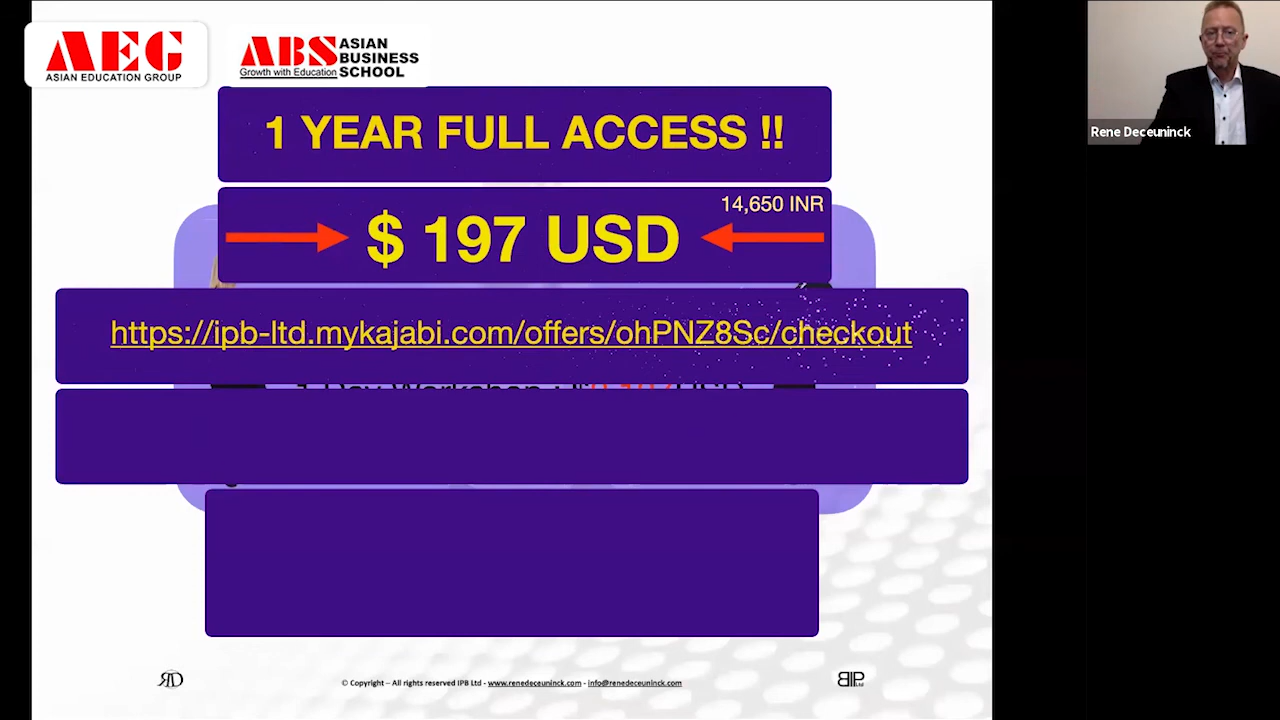 AEG
ASIAN EDUCATION GROUP
ABS ASIAN BUSINESS SCHOOL
Growth with Education
1 YEAR FULL ACCESS !!
14,650 INR
$ 197 USD
https://ipb-ltd.mykajabi.com/offers/ohPNZ8Sc/checkout
Rene Deceuninck
© Copyright – All rights reserved IPB Ltd - www.renedeceuninck.com - info@renedeceuninck.com